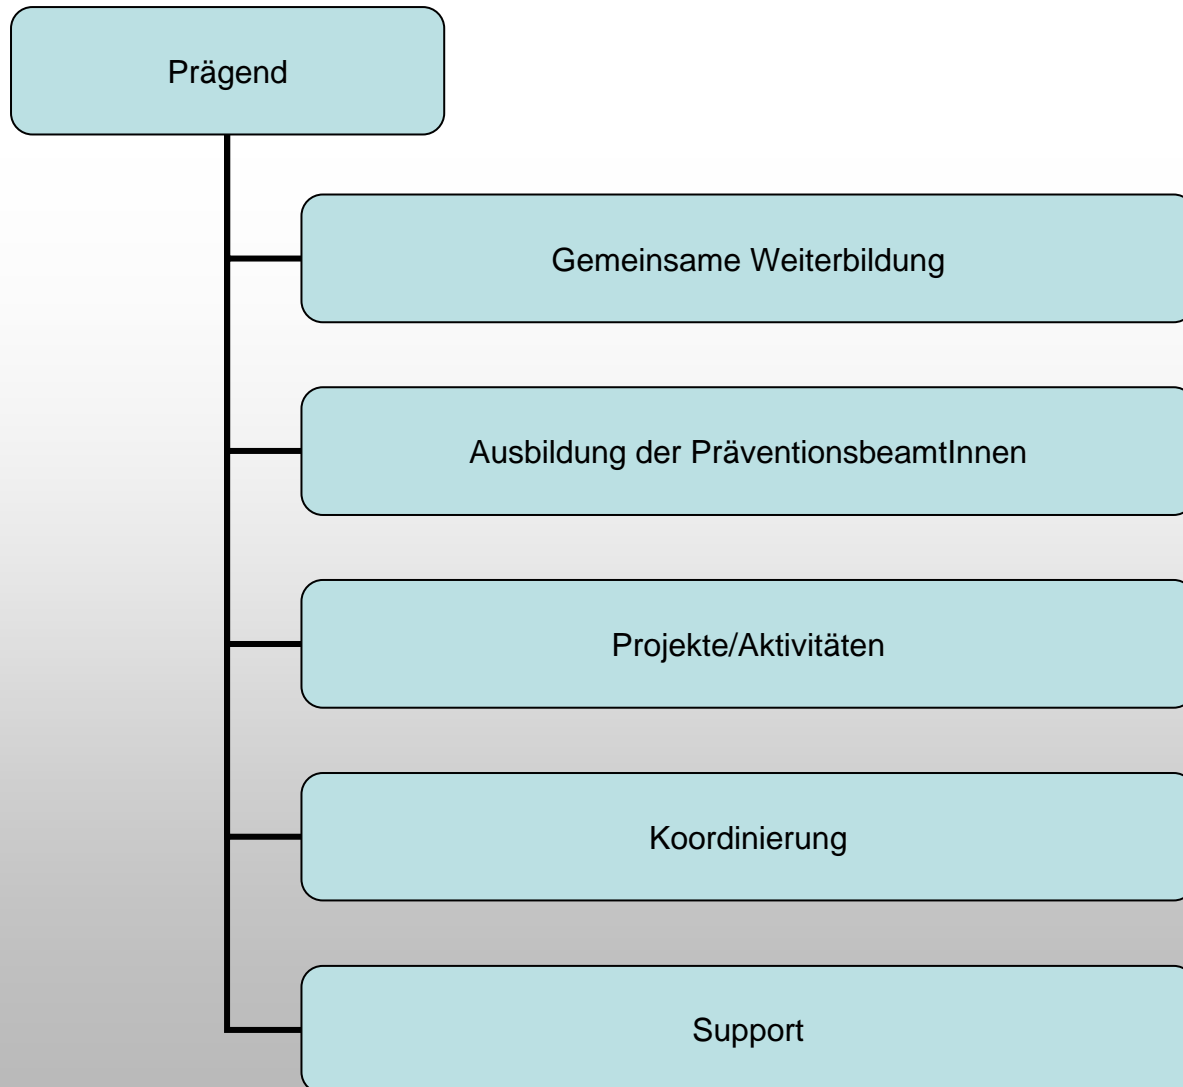 Prägend
Gemeinsame Weiterbildung
Ausbildung der PräventionsbeamtInnen
Projekte/Aktivitäten
Koordinierung
Support